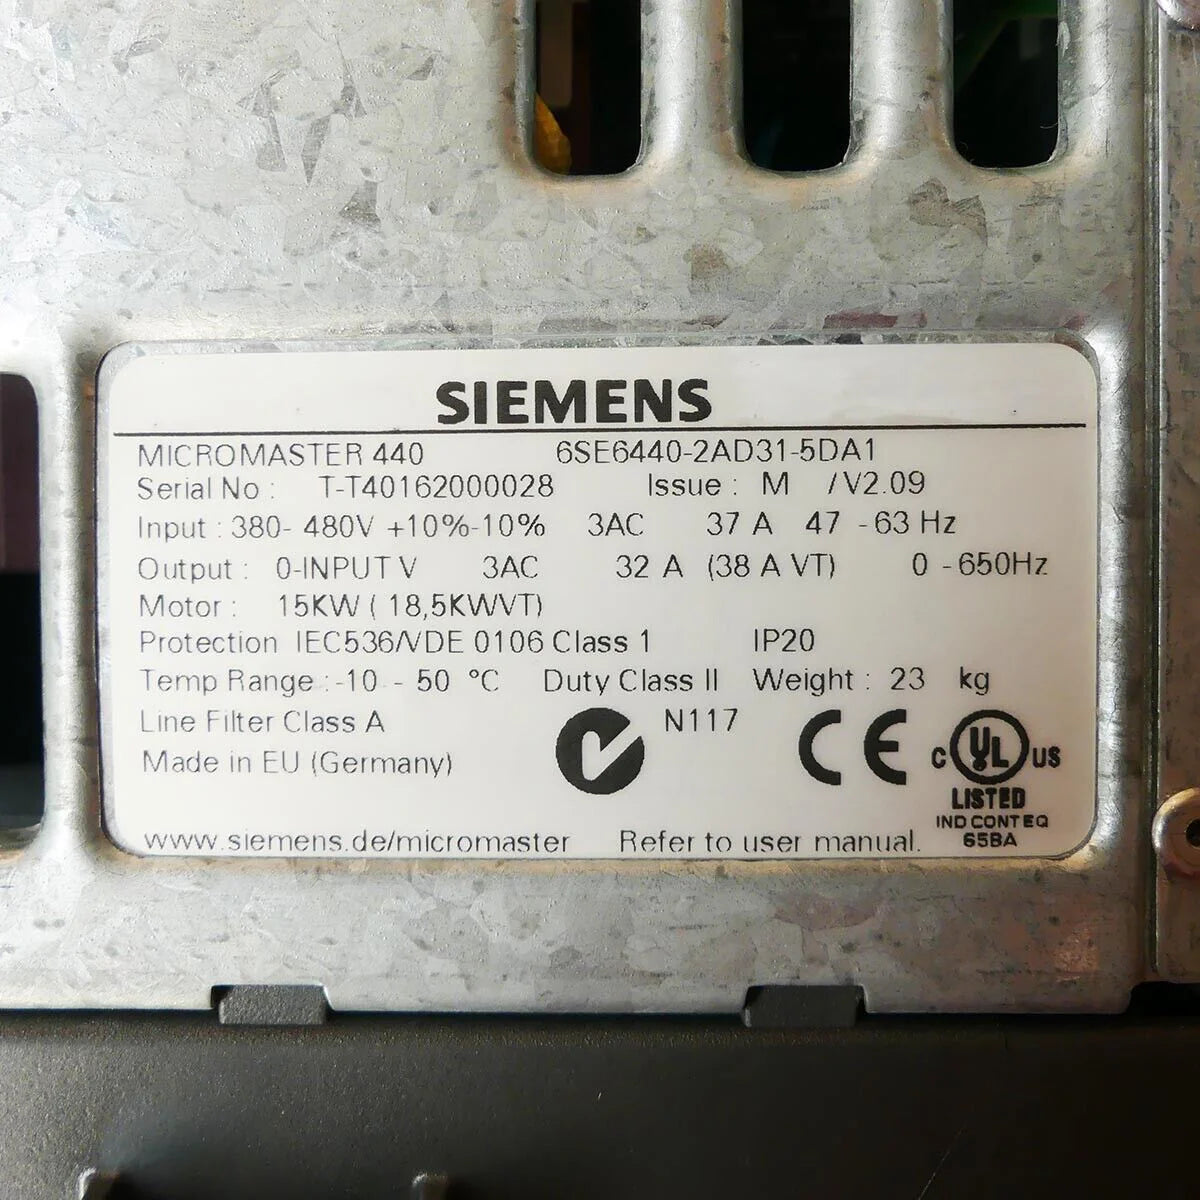 SIEMENS
MICROMASTER 440 6SE6440-2AD31-5DA1
Serial No : T-T40162000028 Issue : M /V2.09
Input : 380- 480V +10%-10% 3AC 37 A 47 - 63 Hz
Output : 0-INPUT V 3AC 32 A (38 A VT) 0 - 650Hz
Motor : 15KW ( 18,5KWVT)
Protection IEC536/VDE 0106 Class 1 IP20
Temp Range :-10 - 50 °C Duty Class II Weight : 23 kg
Line Filter Class A N117 CE
C UL US
Made in EU (Germany)
LISTED
IND CONT EQ
65BA
www.siemens.de/micromaster Refer to user manual.